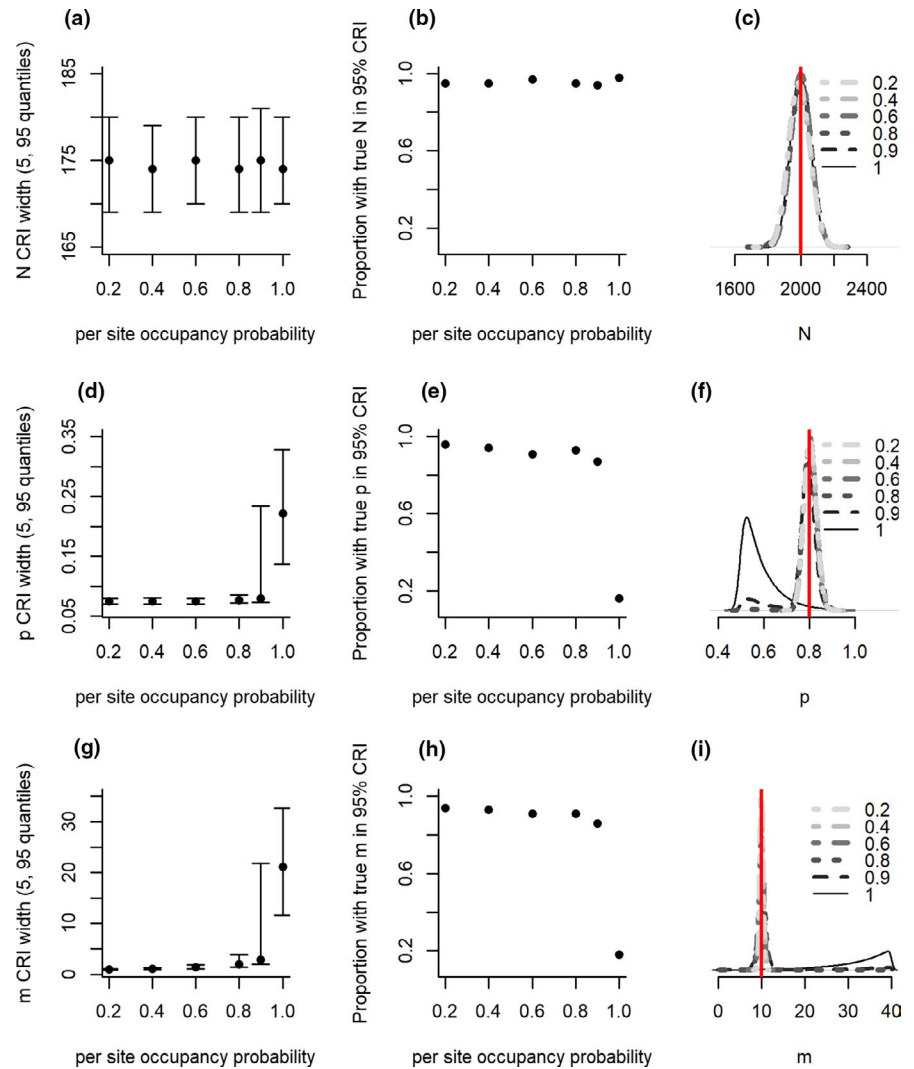 (a)
N CRI width (5, 95 quantiles)
165 175 185
0.2 0.4 0.6 0.8 1.0
per site occupancy probability
(b)
Proportion with true N in 95% CRI
0.2 0.6 1.0
0.2 0.4 0.6 0.8 1.0
per site occupancy probability
(c)
0.2
0.4
0.6
0.8
0.9
1
1600 2000 2400
N
(d)
p CRI width (5, 95 quantiles)
0.05 0.15 0.25 0.35
0.2 0.4 0.6 0.8 1.0
per site occupancy probability
(e)
Proportion with true p in 95% CRI
0.2 0.6 1.0
0.2 0.4 0.6 0.8 1.0
per site occupancy probability
(f)
0.2
0.4
0.6
0.8
0.9
1
0.4 0.6 0.8 1.0
p
(g)
m CRI width (5, 95 quantiles)
0 10 20 30
0.2 0.4 0.6 0.8 1.0
per site occupancy probability
(h)
Proportion with true m in 95% CRI
0.2 0.6 1.0
0.2 0.4 0.6 0.8 1.0
per site occupancy probability
(i)
0.2
0.4
0.6
0.8
0.9
1
0 10 20 30 40
m